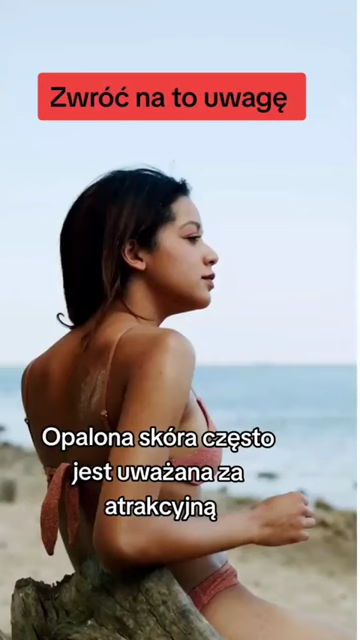 Zwróć na to uwagę
Opalona skóra często
jest uważana za
atrakcyjną